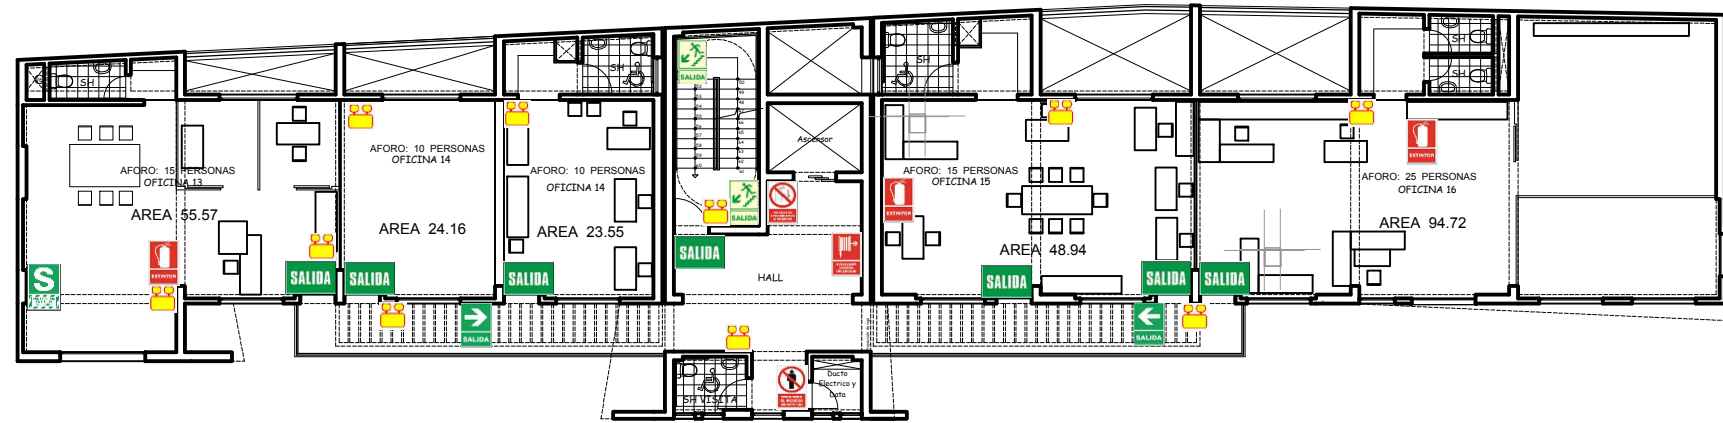 SH
AFORO: 15 PERSONAS
OFICINA 13
AREA 55.57
S
EXTINTOR
SALIDA
AFORO: 10 PERSONAS
OFICINA 14
AREA 24.16
SALIDA
SALIDA
SH
AFORO: 10 PERSONAS
OFICINA 14
AREA 23.55
SALIDA
SALIDA
SALIDA
SALIDA
Ascensor
HALL
SH VISITA
Ducto
Electrico y
Data
SH
AFORO: 15 PERSONAS
OFICINA 15
EXTINTOR
AREA 48.94
SALIDA
SALIDA
SALIDA
SALIDA
SH
SH
EXTINTOR
AFORO: 25 PERSONAS
OFICINA 16
AREA 94.72